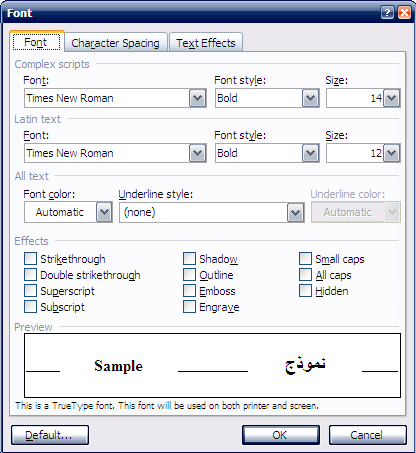 Font
Font Character Spacing Text Effects
Complex scripts
Font: Font style: Size:
Times New Roman Bold 14
Latin text
Font: Font style: Size:
Times New Roman Bold 12
All text
Font color: Underline style: Underline color:
Automatic (none) Automatic
Effects
Strikethrough Shadow Small caps
Double strikethrough Outline All caps
Superscript Emboss Hidden
Subscript Engrave
Preview
Sample نموذج
This is a TrueType font. This font will be used on both printer and screen.
Default... OK Cancel